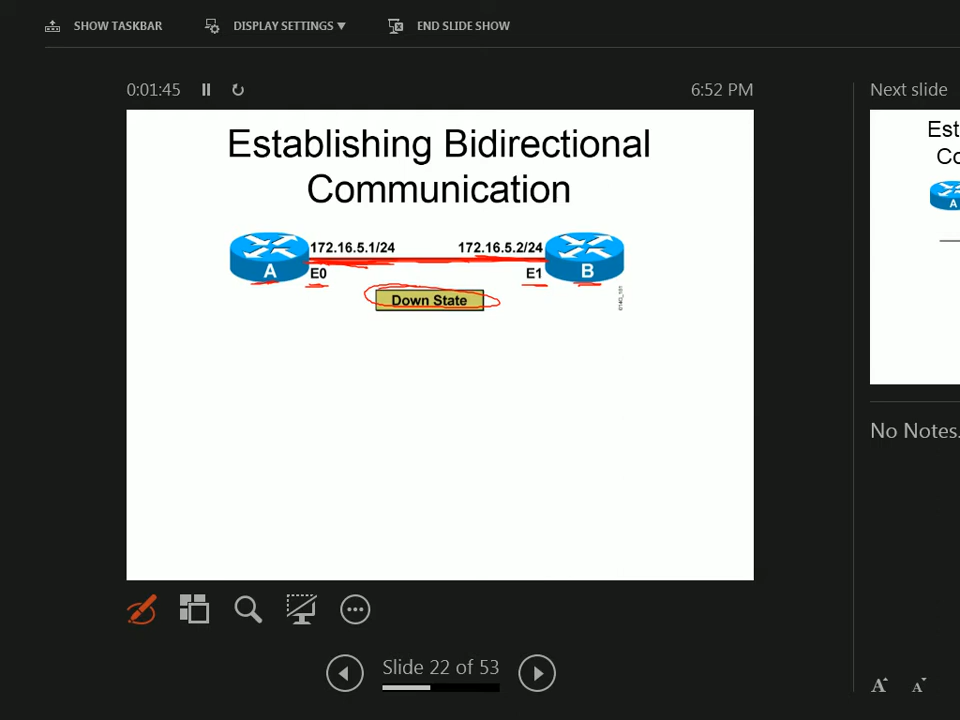 SHOW TASKBAR DISPLAY SETTINGS END SLIDE SHOW
0:01:45 6:52 PM Next slide
Establishing Bidirectional
Communication
172.16.5.1/24 172.16.5.2/24
A E0 E1 B
Down State
Est
Co
A
No Notes.
Slide 22 of 53
A A